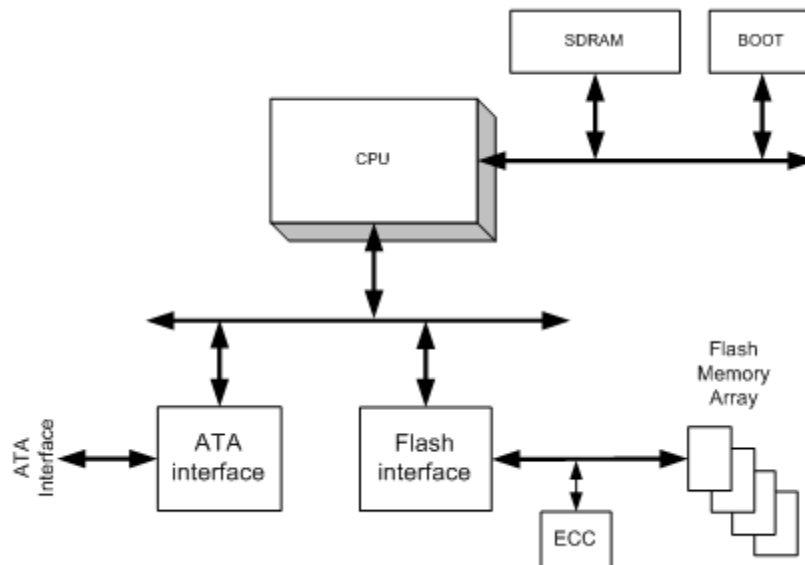 SDRAM
BOOT
CPU
Flash
Memory
Array
ATA
Interface
ATA
interface
Flash
interface
ECC